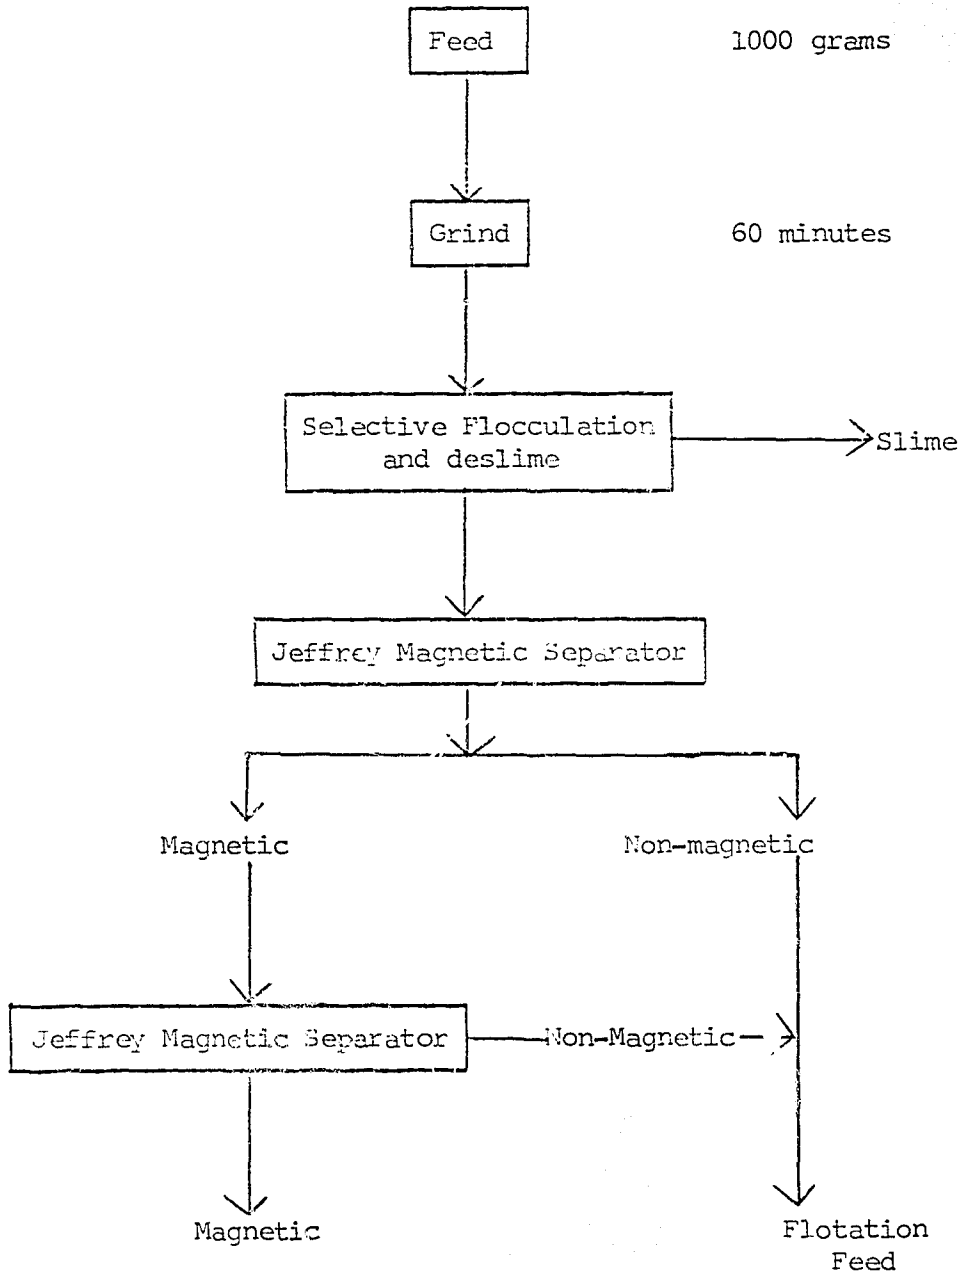 Feed
1000 grams
Grind
60 minutes
Selective Flocculation
and deslime
Slime
Jeffrey Magnetic Separator
Magnetic
Non-magnetic
Jeffrey Magnetic Separator
Non-Magnetic
Magnetic
Flotation
Feed